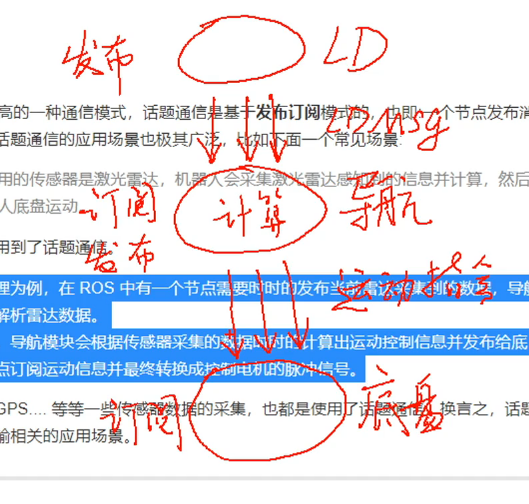 发布 LD
高的一种通信模式，话题通信是基于发布订阅模式的，也即:一个节点发布消
话题通信的应用场景也极其广泛，比如下面一个常见场景:
LDMsg
用的传感器是激光雷达，机器人会采集激光雷达感知到的信息并计算，然后
人底盘运动。
订阅 计算 导航
用到了话题通信。
发布
理为例，在 ROS 中有一个节点需要时时的发布当前雷达采集到的数据，导航
解析雷达数据。
运动指令
导航模块会根据传感器采集的数据时时的计算出运动控制信息并发布给底
点订阅运动信息并最终转换成控制电机的脉冲信号。
GPS.... 等等一些传感器数据的采集，也都是使用了话题通信，换言之，话题
订阅 底盘
输相关的应用场景。